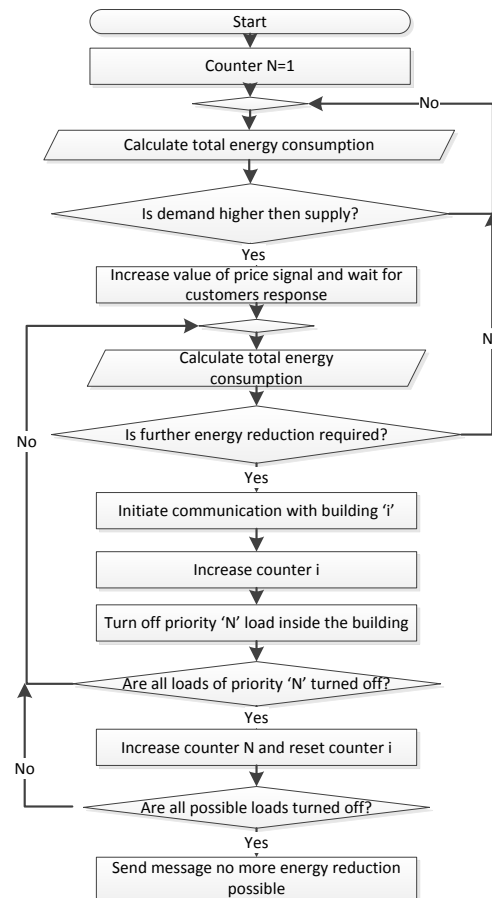 Start
Counter N=1
No
Calculate total energy consumption
Is demand higher then supply?
Yes
Increase value of price signal and wait for
customers response
Calculate total energy
consumption
N
No
Is further energy reduction required?
Yes
Initiate communication with building ‘i’
Increase counter i
Turn off priority ‘N’ load inside the building
Are all loads of priority ‘N’ turned off?
Yes
Increase counter N and reset counter i
No
Are all possible loads turned off?
Yes
Send message no more energy reduction
possible